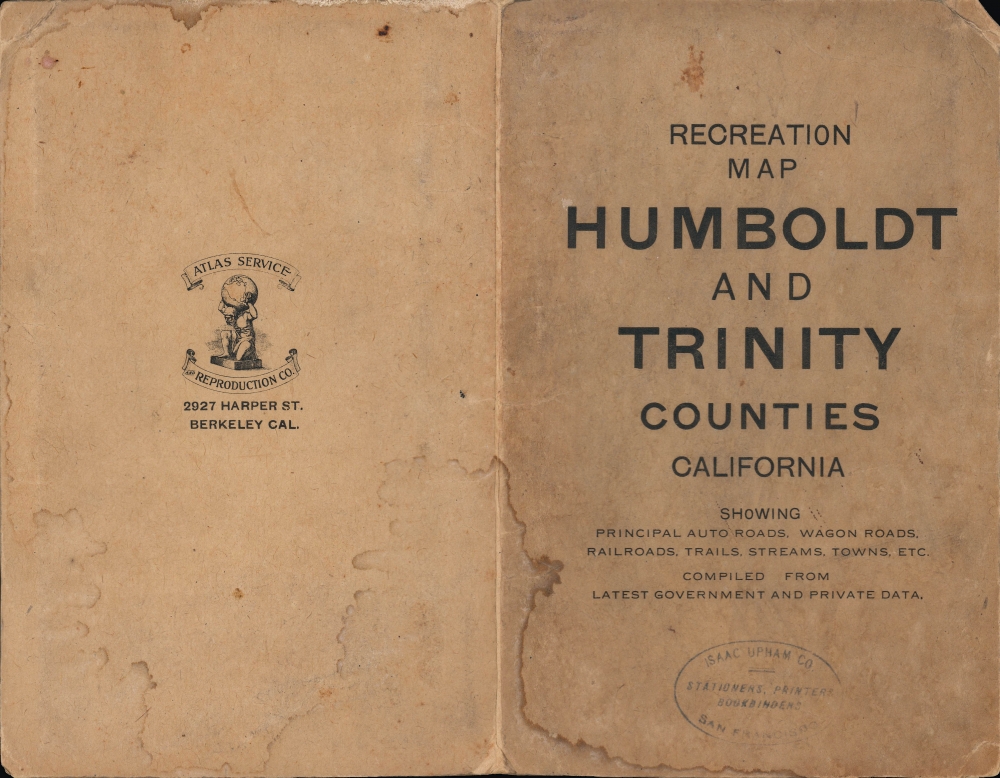 ATLAS SERVICE
REPRODUCTION CO.
2927 HARPER ST.
BERKELEY CAL.
RECREATION
MAP
HUMBOLDT
AND
TRINITY
COUNTIES
CALIFORNIA
SHOWING
PRINCIPAL AUTO ROADS, WAGON ROADS,
RAILROADS, TRAILS, STREAMS, TOWNS, ETC.
COMPILED FROM
LATEST GOVERNMENT AND PRIVATE DATA.
ISAAC UPHAM CO
STATIONERS, PRINTERS
BOOKBINDERS
SAN FRANCISCO